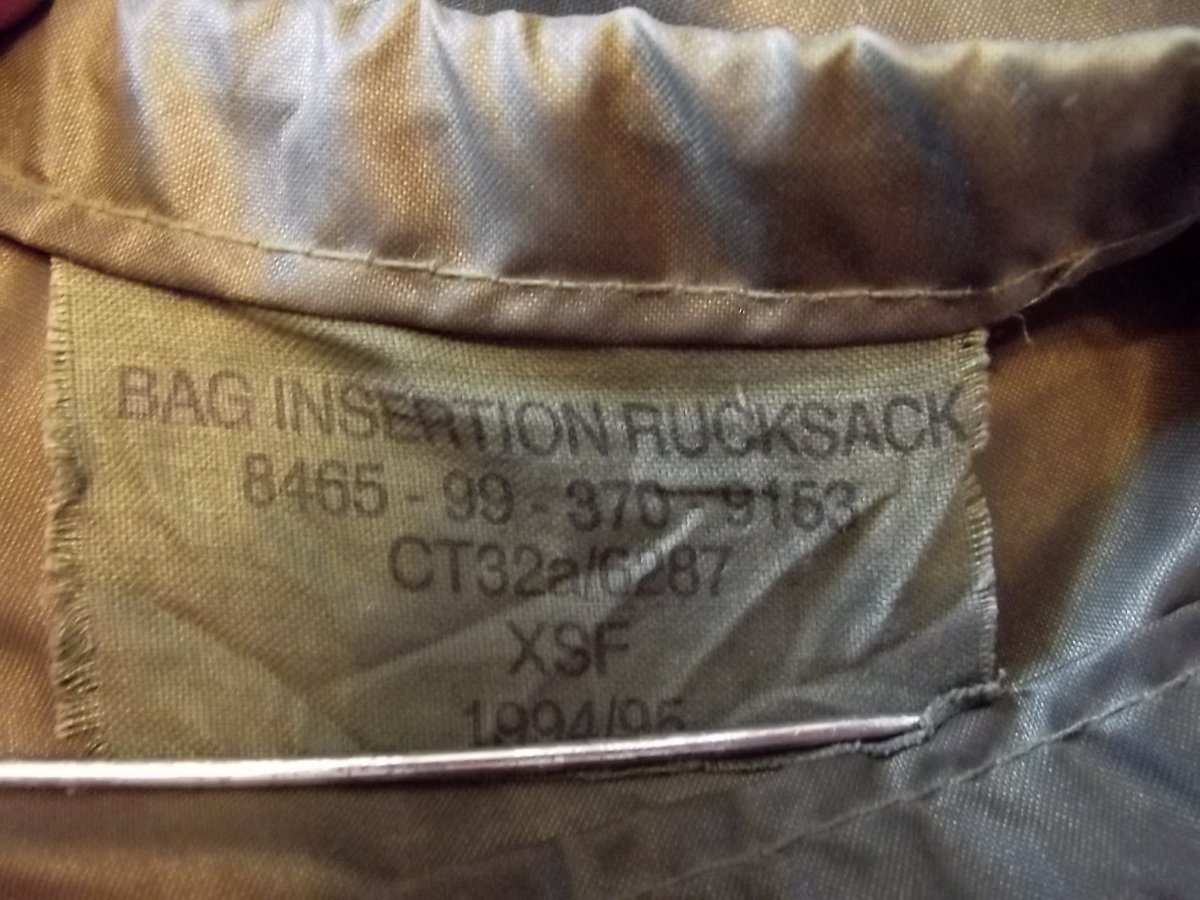 BAG INSERTION RUCKSACK
8465 - 99 - 370 - 9153
CT32a/6287
XSF
1994/95